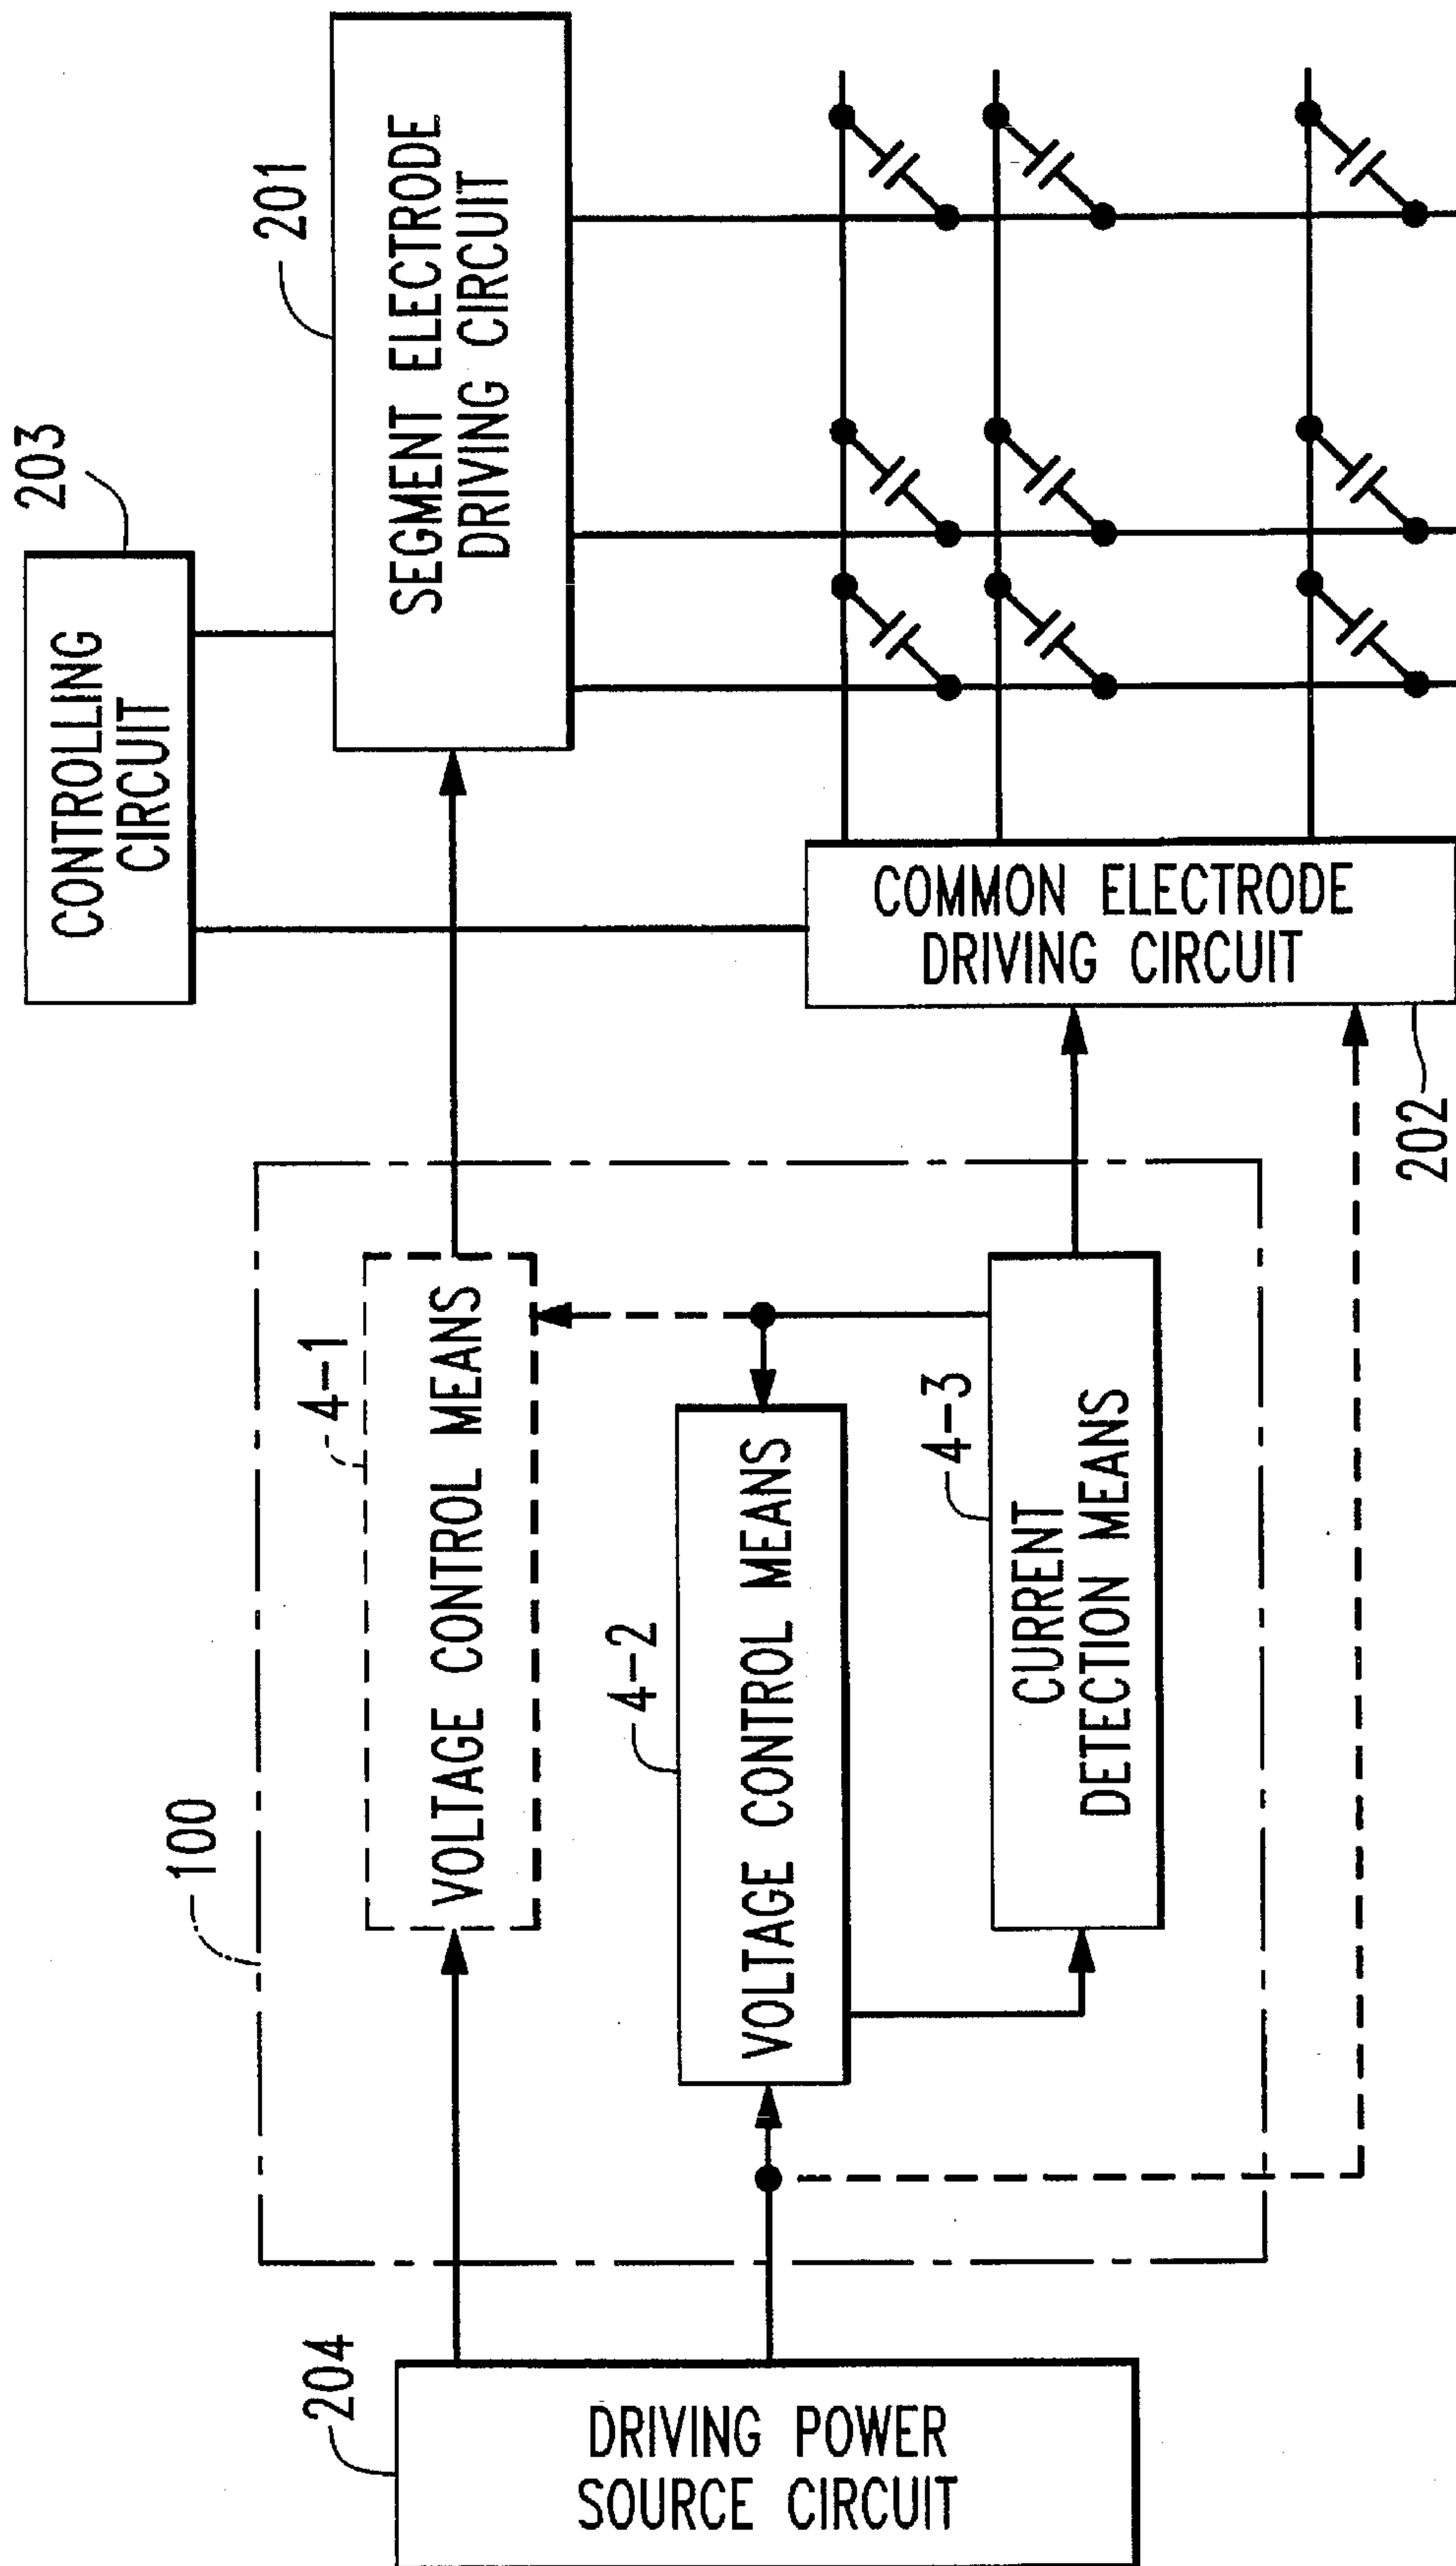 203
CONTROLLING
CIRCUIT
201
SEGMENT ELECTRODE
DRIVING CIRCUIT
COMMON ELECTRODE
DRIVING CIRCUIT
202
100
4-1
VOLTAGE CONTROL MEANS
4-2
VOLTAGE CONTROL MEANS
4-3
CURRENT
DETECTION MEANS
204
DRIVING POWER
SOURCE CIRCUIT